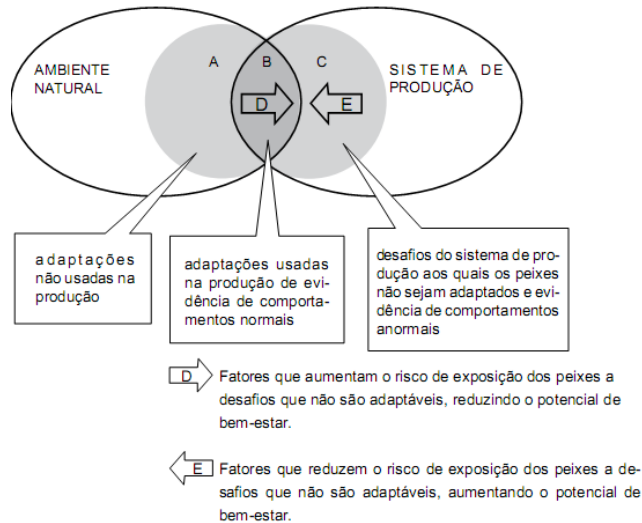 AMBIENTE
NATURAL
A
B
C
SISTEMA DE
PRODUÇÃO
D
E
adaptações
não usadas na
produção
adaptações usadas
na produção de evi
dência de comporta-
mentos normais
desafios do sistema de pro-
dução aos quais os peixes
não sejam adaptados e evi-
dência de comportamentos
anormais
D Fatores que aumentam o risco de exposição dos peixes a
desafios que não são adaptáveis, reduzindo o potencial de
bem-estar.
E Fatores que reduzem o risco de exposição dos peixes a de-
safios que não são adaptáveis, aumentando o potencial de
bem-estar.